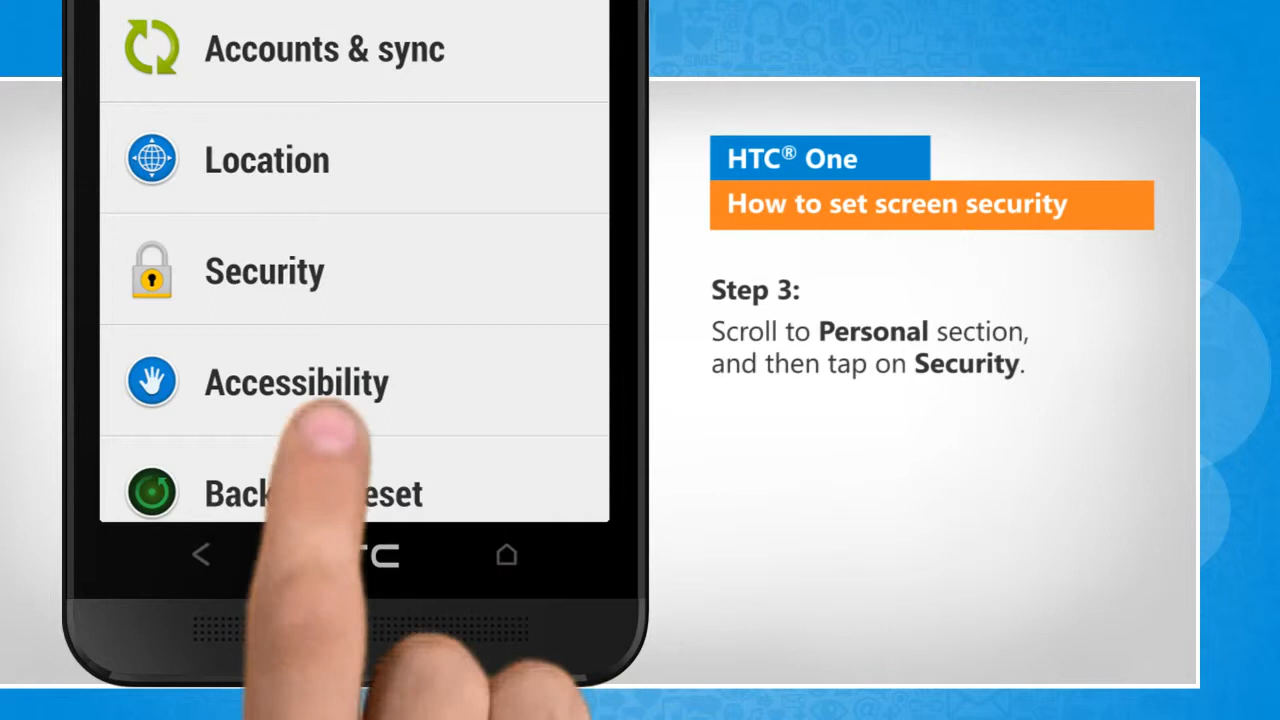 Accounts & sync
Location
Security
Accessibility
HTC® One
How to set screen security
Step 3:
Scroll to Personal section,
and then tap on Security.